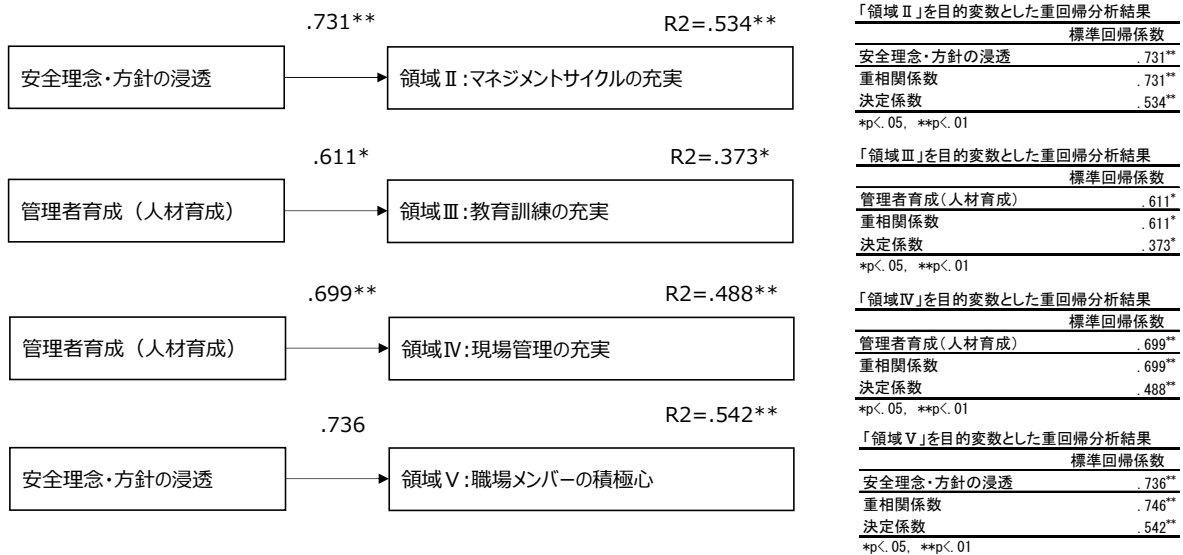 .731**
R2=.534**
安全理念・方針の浸透
領域Ⅱ:マネジメントサイクルの充実
.611*
R2=.373*
管理者育成（人材育成）
領域Ⅲ:教育訓練の充実
.699**
R2=.488**
管理者育成（人材育成）
領域Ⅳ:現場管理の充実
.736
R2=.542**
安全理念・方針の浸透
領域Ⅴ:職場メンバーの積極心
「領域Ⅱ」を目的変数とした重回帰分析結果
標準回帰係数
安全理念・方針の浸透 .731**
重相関係数 .731**
決定係数 .534**
*p<.05, **p<.01
「領域Ⅲ」を目的変数とした重回帰分析結果
標準回帰係数
管理者育成(人材育成) .611*
重相関係数 .611*
決定係数 .373*
*p<.05, **p<.01
「領域Ⅳ」を目的変数とした重回帰分析結果
標準回帰係数
管理者育成(人材育成) .699**
重相関係数 .699**
決定係数 .488**
*p<.05, **p<.01
「領域Ⅴ」を目的変数とした重回帰分析結果
標準回帰係数
安全理念・方針の浸透 .736**
重相関係数 .746**
決定係数 .542**
*p<.05, **p<.01